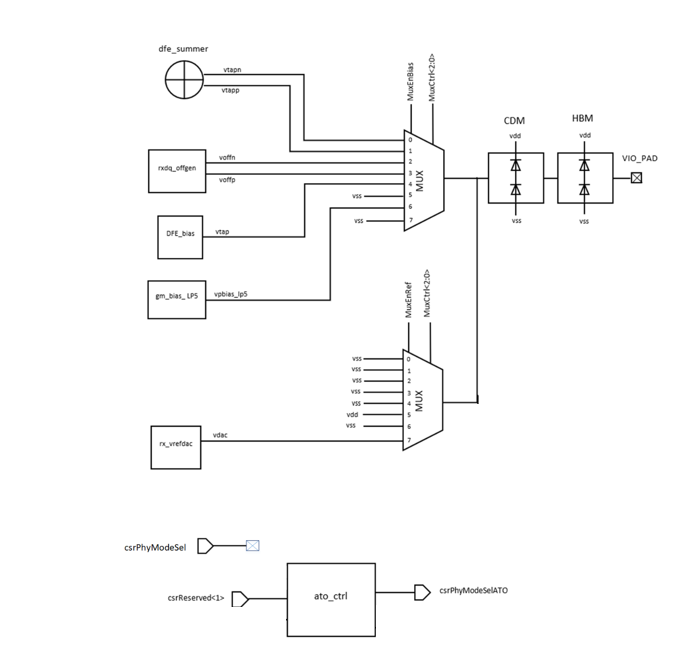 dfe_summer
vtapn
vtapp
MuxEnBias
MuxCtrl<2:0>
CDM
HBM
vdd
vdd
VIO_PAD
rxdq_offgen
voffn
voffp
0
1
2
3
4
5
6
7
MUX
vss
vss
vss
vss
DFE_bias
vtap
gm_bias_ LP5
vpbias_lp5
MuxEnRef
MuxCtrl<2:0>
vss
vss
vss
vss
vss
vdd
vss
0
1
2
3
4
5
6
7
MUX
rx_vrefdac
vdac
csrPhyModeSel
csrReserved<1>
ato_ctrl
csrPhyModeSelATO